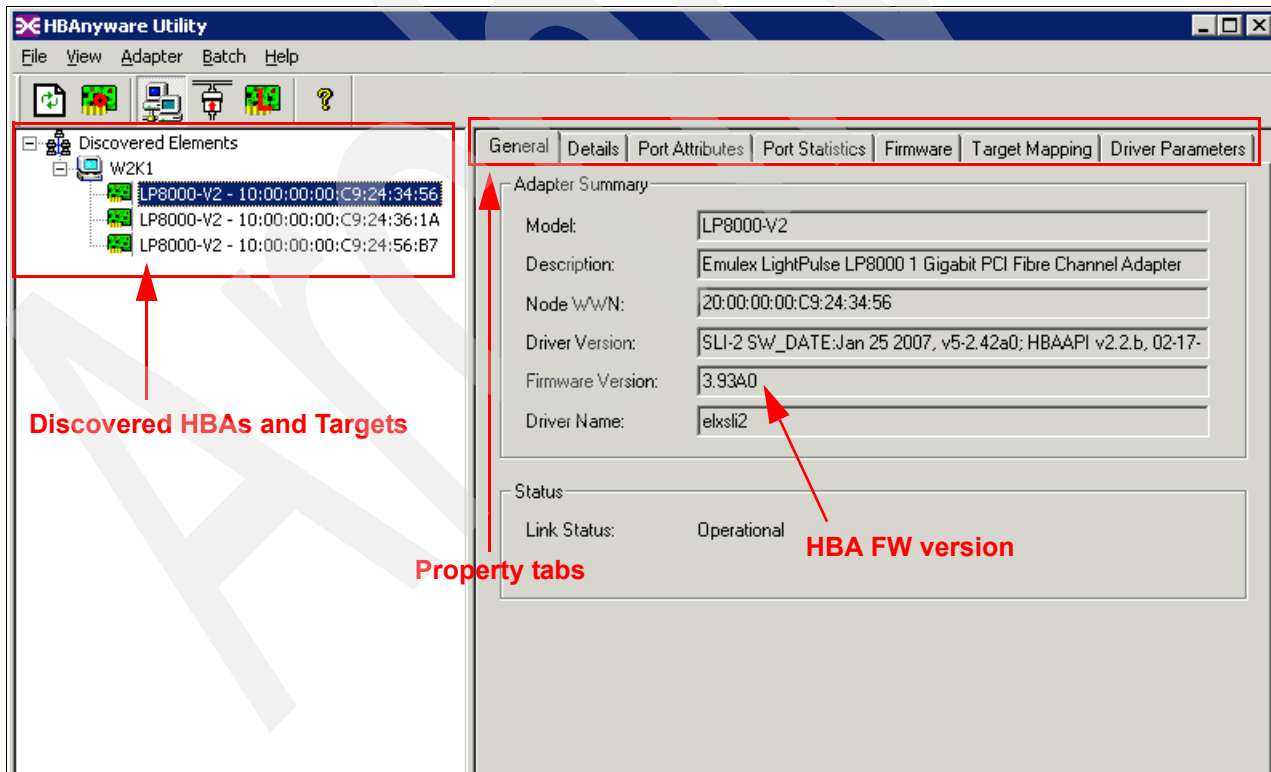 HBAnyware Utility
File View Adapter Batch Help
Discovered Elements
W2K1
LP8000-V2 - 10:00:00:00:C9:24:34:56
LP8000-V2 - 10:00:00:00:C9:24:36:1A
LP8000-V2 - 10:00:00:00:C9:24:56:B7
Discovered HBAs and Targets
General Details Port Attributes Port Statistics Firmware Target Mapping Driver Parameters
Adapter Summary
Model: LP8000-V2
Description: Emulex LightPulse LP8000 1 Gigabit PCI Fibre Channel Adapter
Node WWN: 20:00:00:00:C9:24:34:56
Driver Version: SLI-2 SW_DATE:Jan 25 2007, v5-2.42a0; HBAAPI v2.2.b, 02-17-
Firmware Version: 3.93A0
Driver Name: elxsli2
Status
Link Status: Operational
HBA FW version
Property tabs